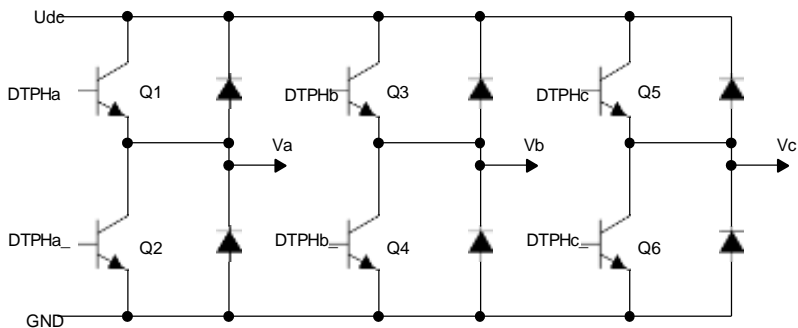 Udc
DTPHa Q1 DTPHb Q3 DTPHc Q5
Va Vb Vc
DTPHa_ Q2 DTPHb_ Q4 DTPHc_ Q6
GND